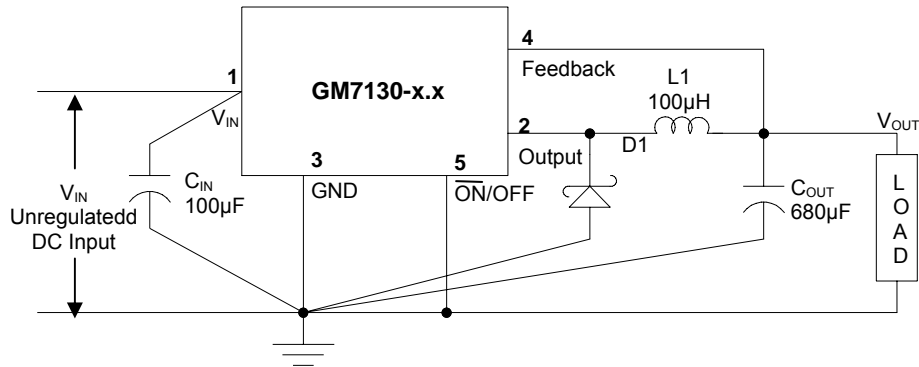 4
Feedback
L1
100µH
1
GM7130-x.x
VIN
2
Output
D1
VOUT
3
GND
5
ON/OFF
CIN
100µF
VIN
Unregulatedd
DC Input
COUT
680µF
LOAD